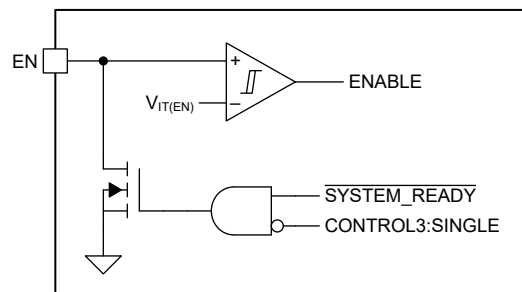 EN
+
ENABLE
V_IT(EN)
−
SYSTEM_READY
CONTROL3:SINGLE